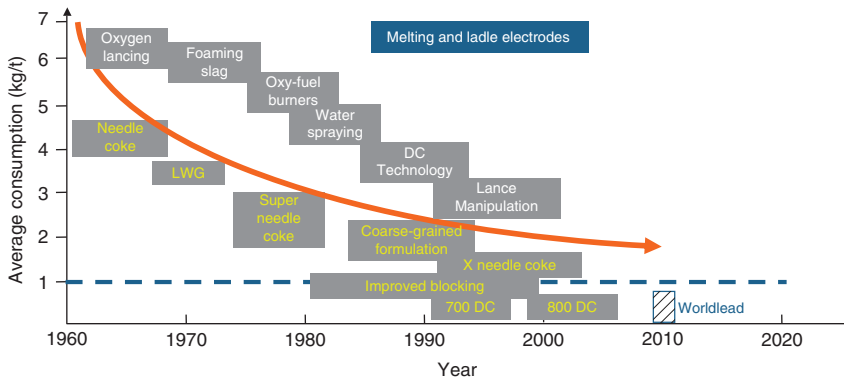 Average consumption (kg/t)
7
6
5
4
3
2
1
Melting and ladle electrodes
Oxygen
lancing
Foaming
slag
Oxy-fuel
burners
Water
spraying
DC
Technology
Lance
Manipulation
Needle
coke
LWG
Super
needle
coke
Coarse-grained
formulation
X needle coke
Improved blocking
700 DC
800 DC
Worldlead
1960
1970
1980
1990
2000
2010
2020
Year